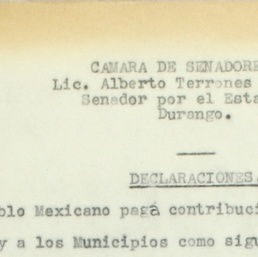 CAMARA DE SENADORE
Lic. Alberto Terrones
Senador por el Esta
Durango.
DECLARACIONES.
blo Mexicano pagá contribuci
y a los Municipios como sigu